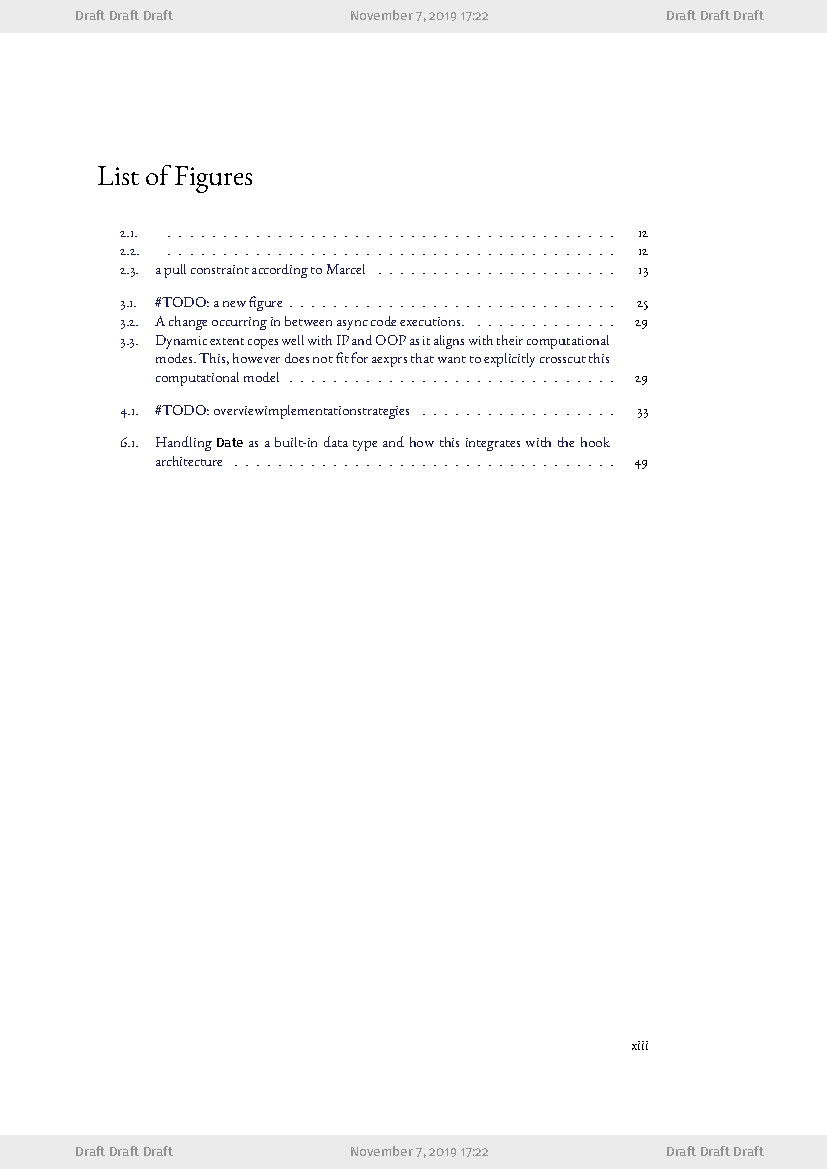 Draft Draft Draft November 7, 2019 17:22 Draft Draft Draft
List of Figures
2.1. . . . . . . . . . . . . . . . . . . . . . . . . . . . . . . . . . . . . . . . . . 12
2.2. . . . . . . . . . . . . . . . . . . . . . . . . . . . . . . . . . . . . . . . . . 12
2.3. a pull constraint according to Marcel . . . . . . . . . . . . . . . . . . . . . . 13
3.1. #TODO: a new figure . . . . . . . . . . . . . . . . . . . . . . . . . . . . . . 25
3.2. A change occurring in between async code executions. . . . . . . . . . . . . . 29
3.3. Dynamic extent copes well with IP and OOP as it aligns with their computational
modes. This, however does not fit for aexprs that want to explicitly crosscut this
computational model . . . . . . . . . . . . . . . . . . . . . . . . . . . . . . 29
4.1. #TODO: overviewimplementationstrategies . . . . . . . . . . . . . . . . . . 33
6.1. Handling Date as a built-in data type and how this integrates with the hook
architecture . . . . . . . . . . . . . . . . . . . . . . . . . . . . . . . . . . . 49
xiii
Draft Draft Draft November 7, 2019 17:22 Draft Draft Draft